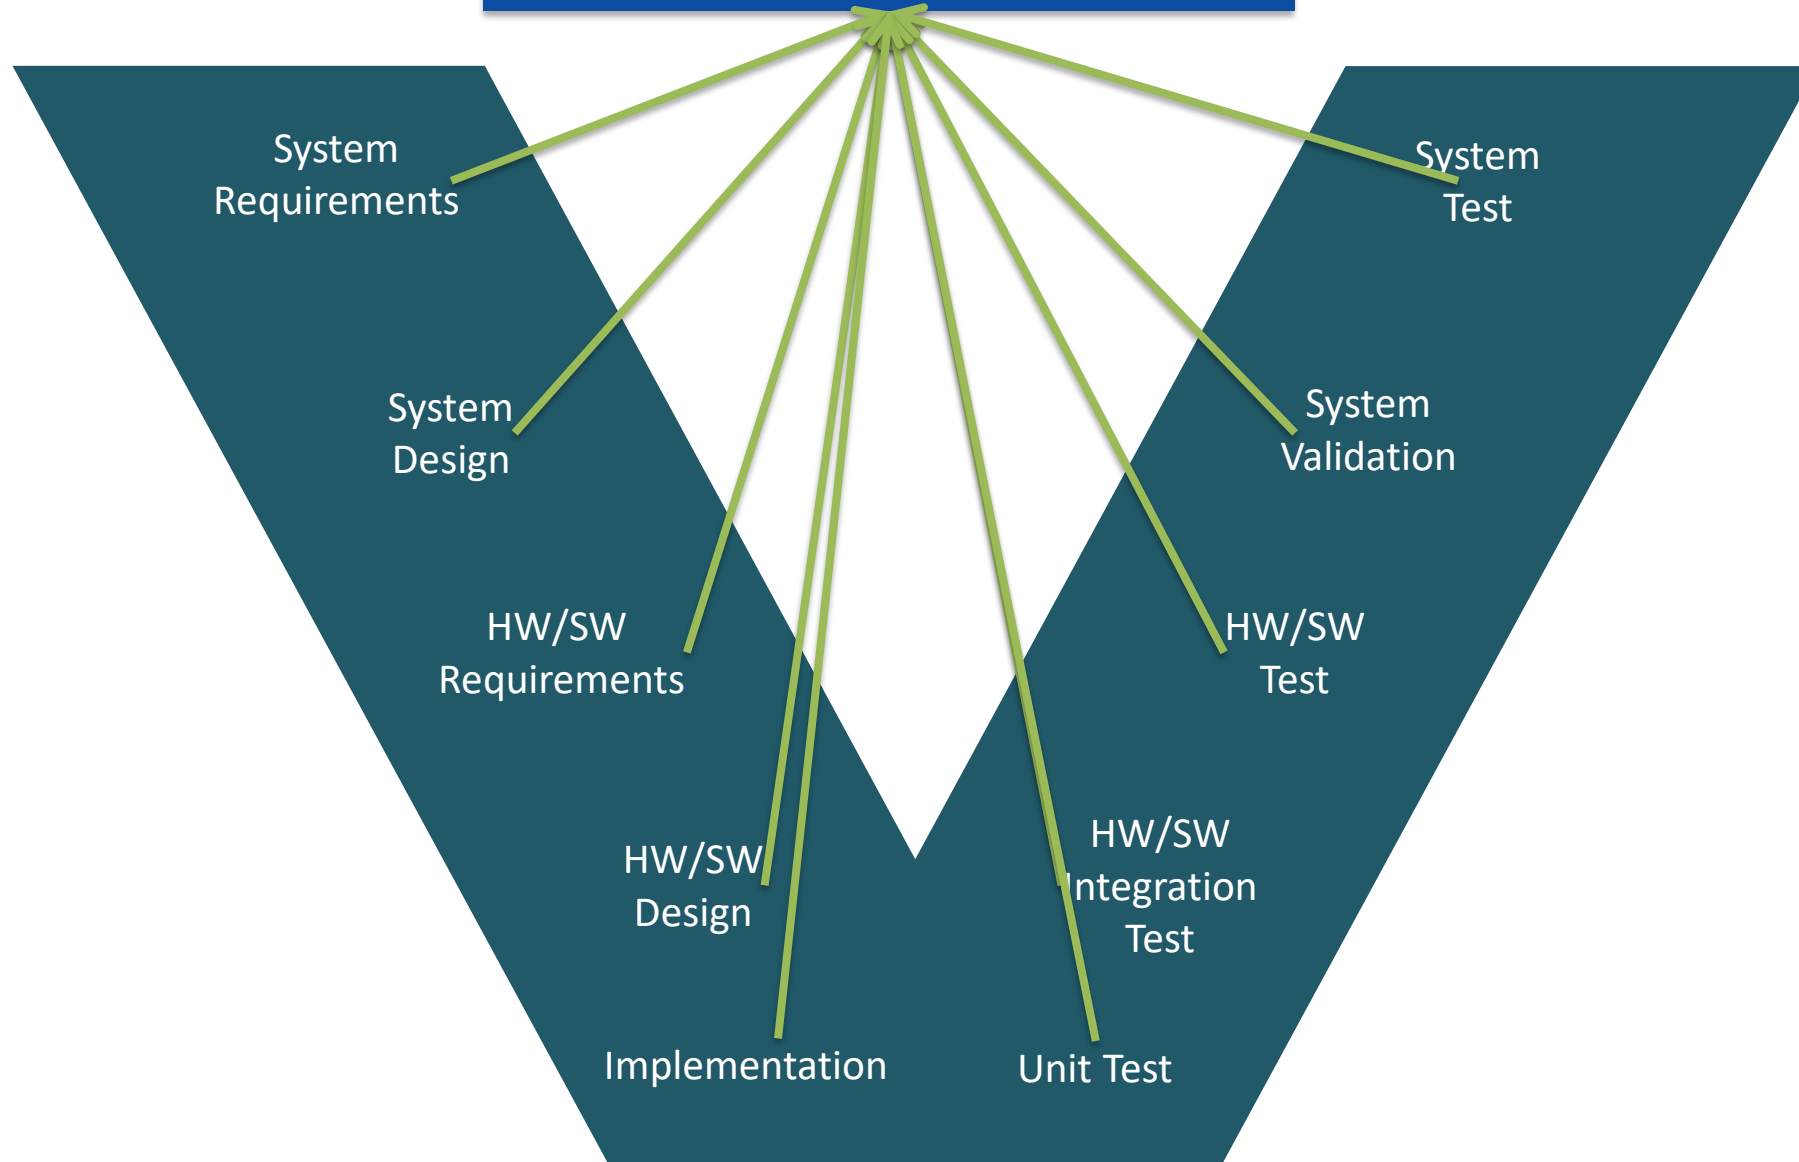 System
Requirements
System
Design
HW/SW
Requirements
HW/SW
Design
Implementation
System
Test
System
Validation
HW/SW
Test
HW/SW
Integration
Test
Unit Test